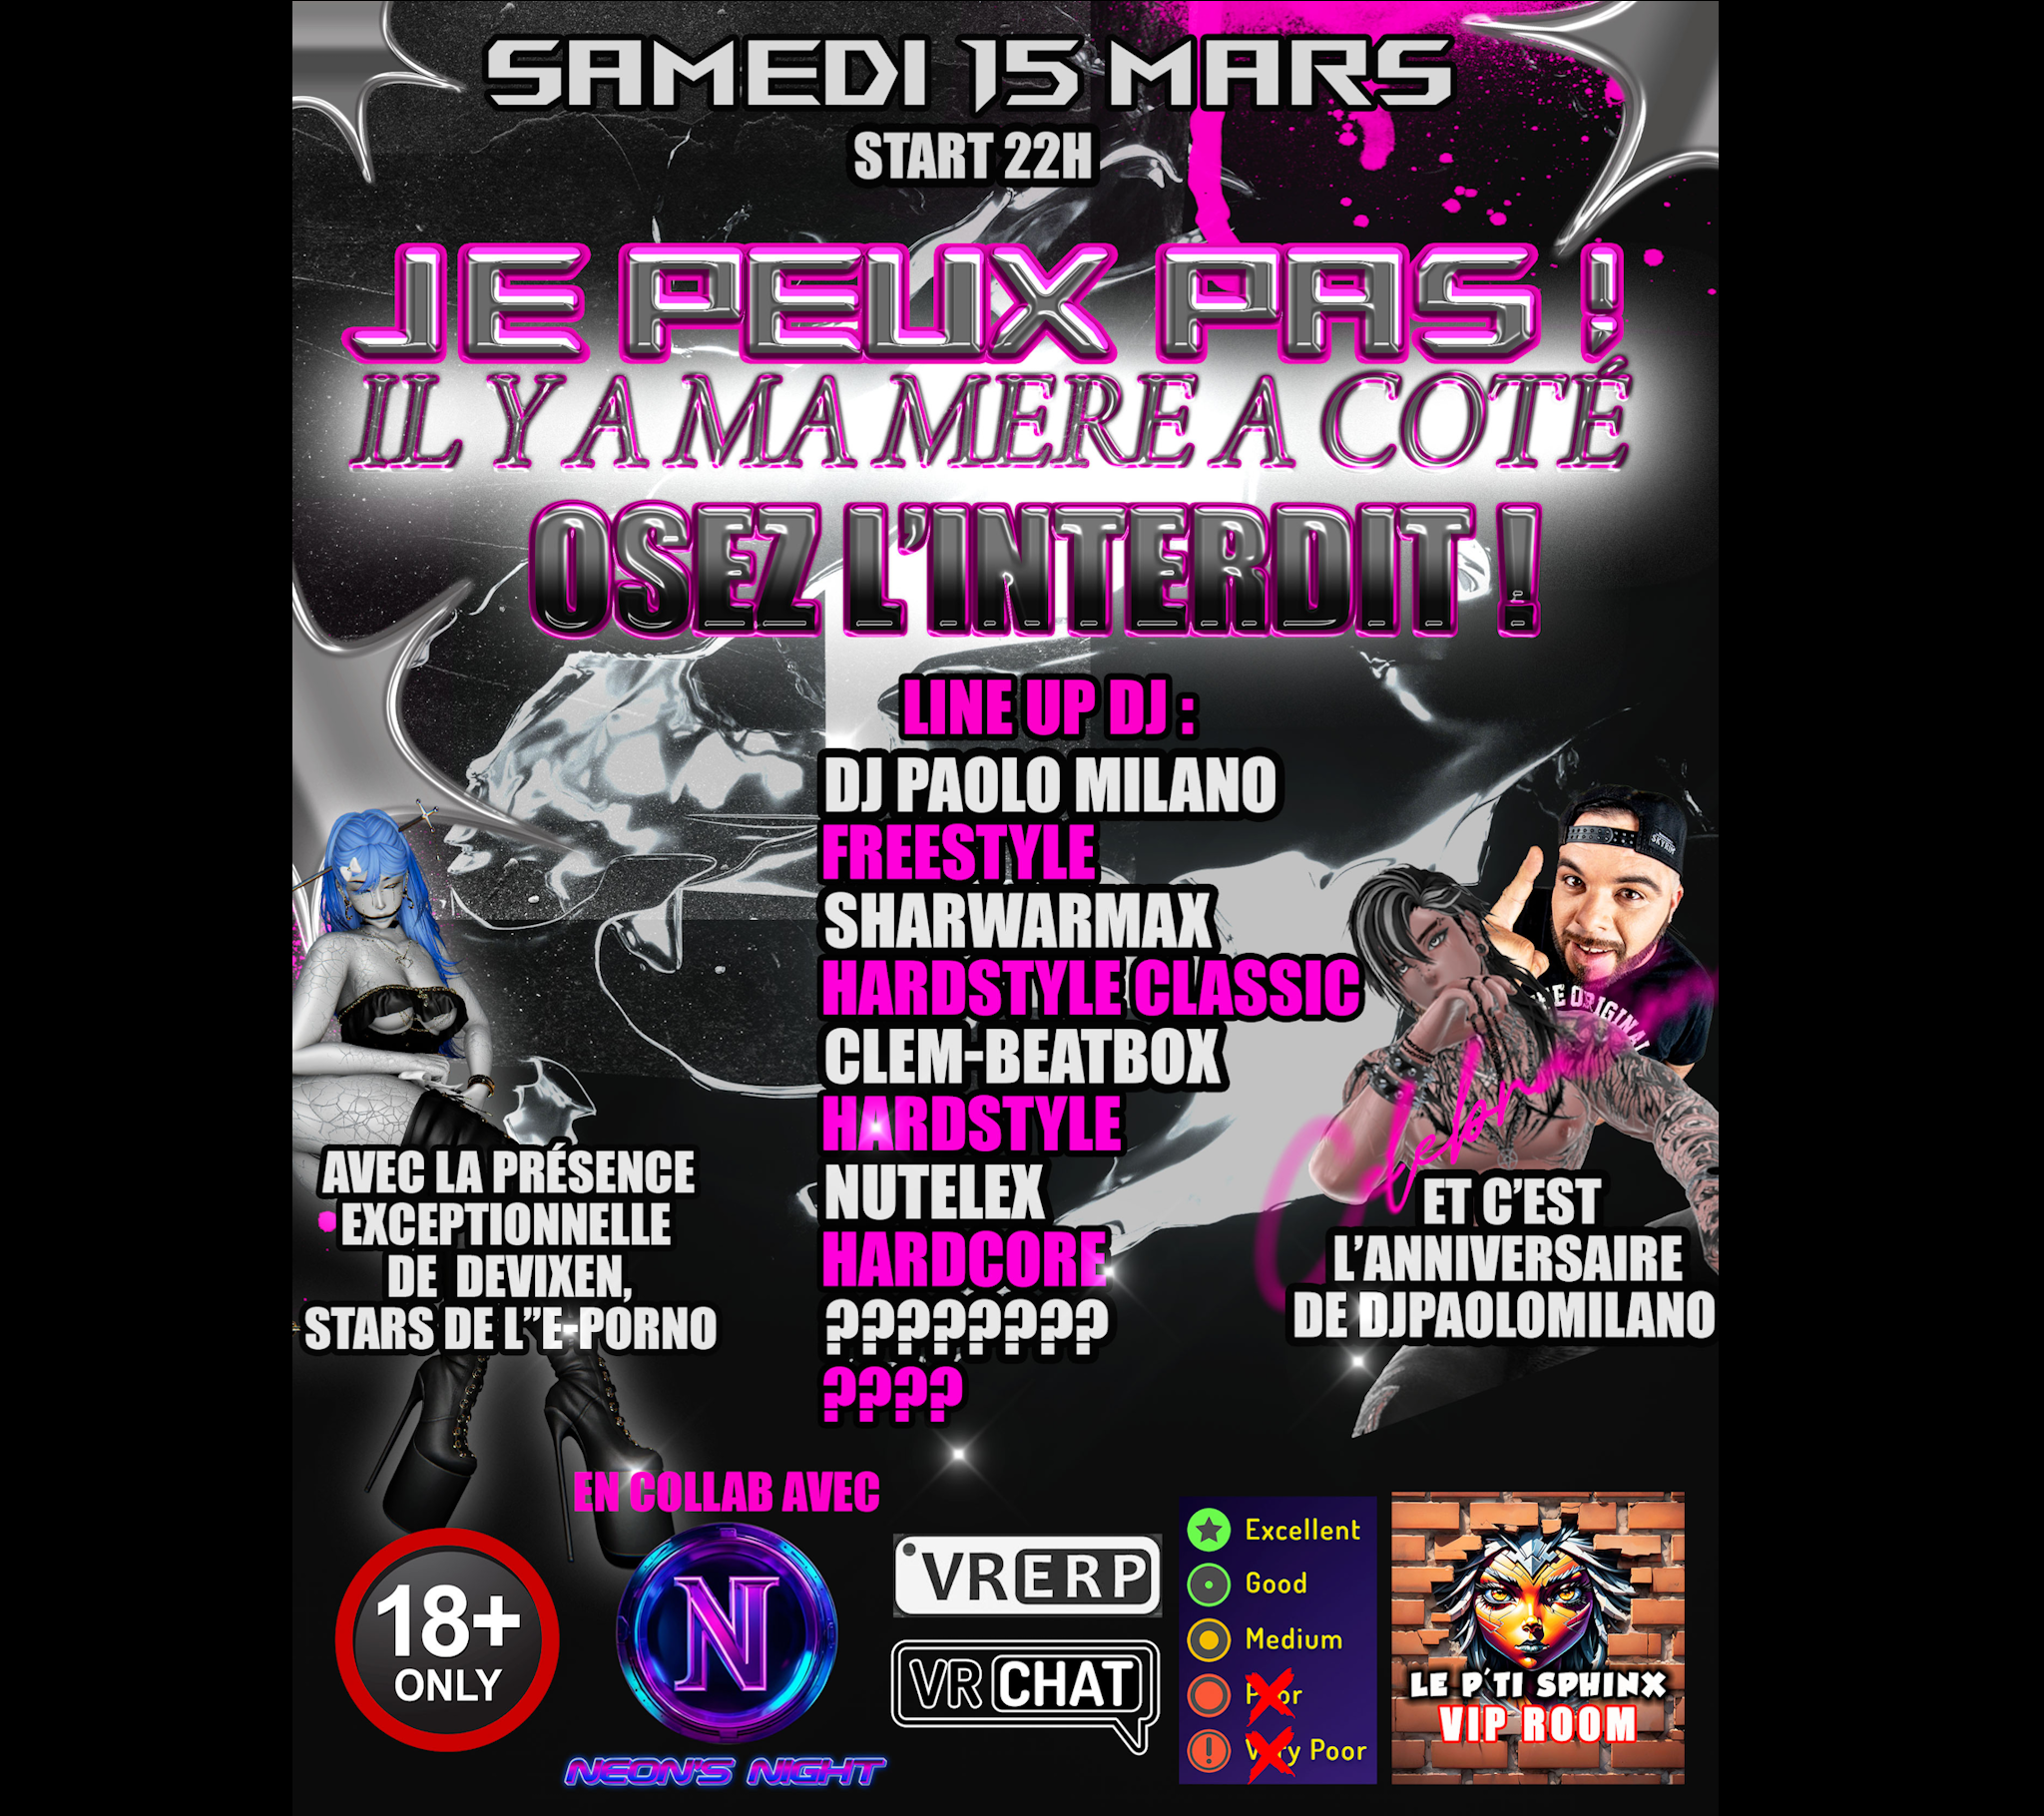 SAMEDI 15 MARS
START 22H
JE PEUX PAS !
IL Y A MA MERE A COTÉ
OSEZ L'INTERDIT !
LINE UP DJ :
DJ PAOLO MILANO
FREESTYLE
SHARWARMAX
HARDSTYLE CLASSIC
CLEM-BEATBOX
HARDSTYLE
NUTELEX
HARDCORE
????????
????
AVEC LA PRÉSENCE
EXCEPTIONNELLE
DE DEVIXEN,
STARS DE L"E-PORNO
SKYRIM
E ORIGINAL
ET C'EST
L'ANNIVERSAIRE
DE DJPAOLOMILANO
EN COLLAB AVEC
18+
ONLY
N
NEON'S NIGHT
VRERP
VRCHAT
Excellent
Good
Medium
Poor
Very Poor
LE P'TI SPHINX
VIP ROOM